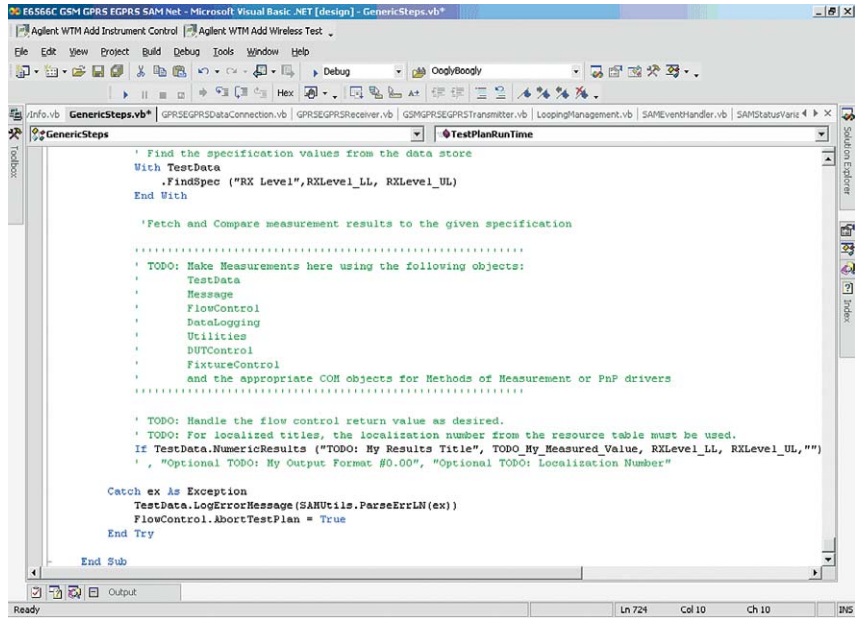 E6566C GSM GPRS EGPRS SAM Net - Microsoft Visual Basic .NET [design] - GenericSteps.vb*
Agilent WTM Add Instrument Control Agilent WTM Add Wireless Test
File Edit View Project Build Debug Tools Window Help
Debug OoglyBoogly
Hex
/Info.vb GenericSteps.vb* GPRSEGPRSDataConnection.vb GPRSEGPRSReceiver.vb GSMGPRSEGPRSTransmitter.vb LoopingManagement.vb SAMEventHandler.vb SAMStatusVaria
GenericSteps TestPlanRunTime
Toolbox
Solution Explorer
Index
' Find the specification values from the data store
With TestData
.FindSpec ("RX Level",RXLevel_LL, RXLevel_UL)
End With
'Fetch and Compare measurement results to the given specification
''''''''''''''''''''''''''''''''''''''''''''''''''''''''''
' TODO: Make Measurements here using the following objects:
' TestData
' Message
' FlowControl
' DataLogging
' Utilities
' DUTControl
' FixtureControl
' and the appropriate COM objects for Methods of Measurement or PnP drivers
''''''''''''''''''''''''''''''''''''''''''''''''''''''''''
' TODO: Handle the flow control return value as desired.
' TODO: For localized titles, the localization number from the resource table must be used.
If TestData.NumericResults ("TODO: My Results Title", TODO_My_Measured_Value, RXLevel_LL, RXLevel_UL,"")
' , "Optional TODO: My Output Format #0.00", "Optional TODO: Localization Number"
Catch ex As Exception
TestData.LogErrorMessage(SAMUtils.ParseErrLN(ex))
FlowControl.AbortTestPlan = True
End Try
End Sub
Output
Ready Ln 724 Col 10 Ch 10 INS